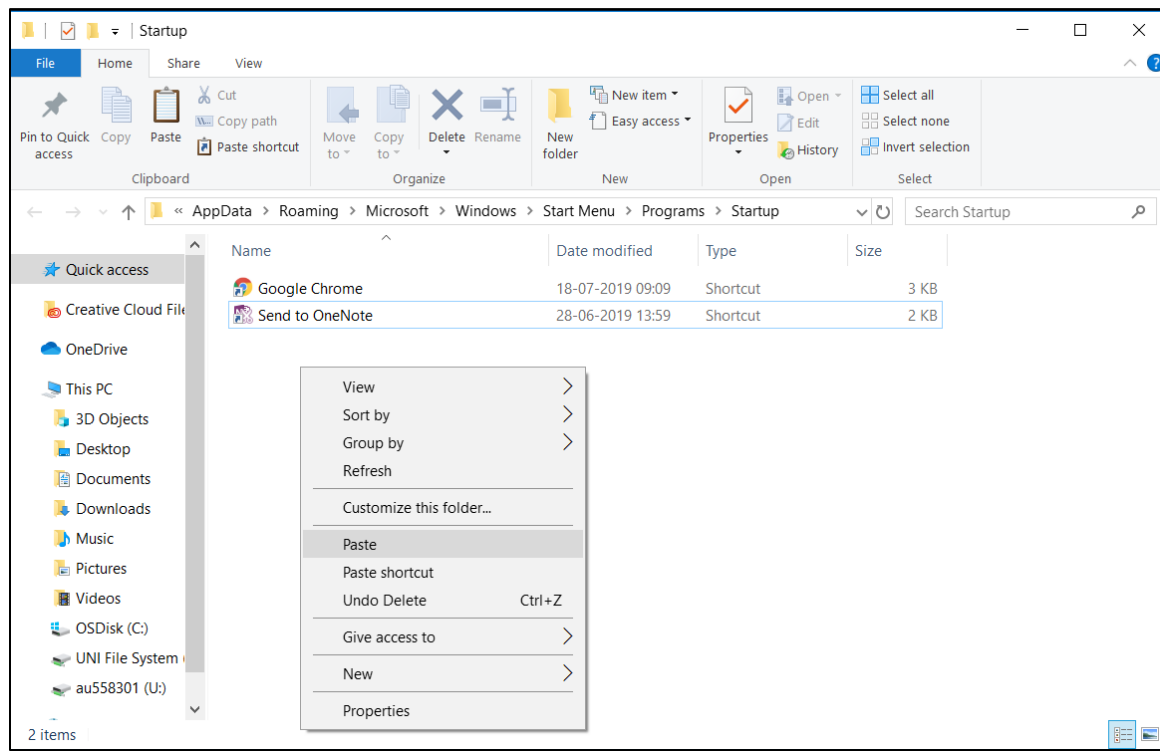 Startup
File Home Share View
Pin to Quick access
Copy
Paste
Cut
Copy path
Paste shortcut
Clipboard
Move to
Copy to
Delete
Rename
Organize
New folder
New item
Easy access
New
Properties
Open
Edit
History
Open
Select all
Select none
Invert selection
Select
« AppData > Roaming > Microsoft > Windows > Start Menu > Programs > Startup
Search Startup
Name Date modified Type Size
Quick access
Creative Cloud File
OneDrive
This PC
3D Objects
Desktop
Documents
Downloads
Music
Pictures
Videos
OSDisk (C:)
UNI File System (
au558301 (U:)
Google Chrome 18-07-2019 09:09 Shortcut 3 KB
Send to OneNote 28-06-2019 13:59 Shortcut 2 KB
View
Sort by
Group by
Refresh
Customize this folder...
Paste
Paste shortcut
Undo Delete Ctrl+Z
Give access to
New
Properties
2 items